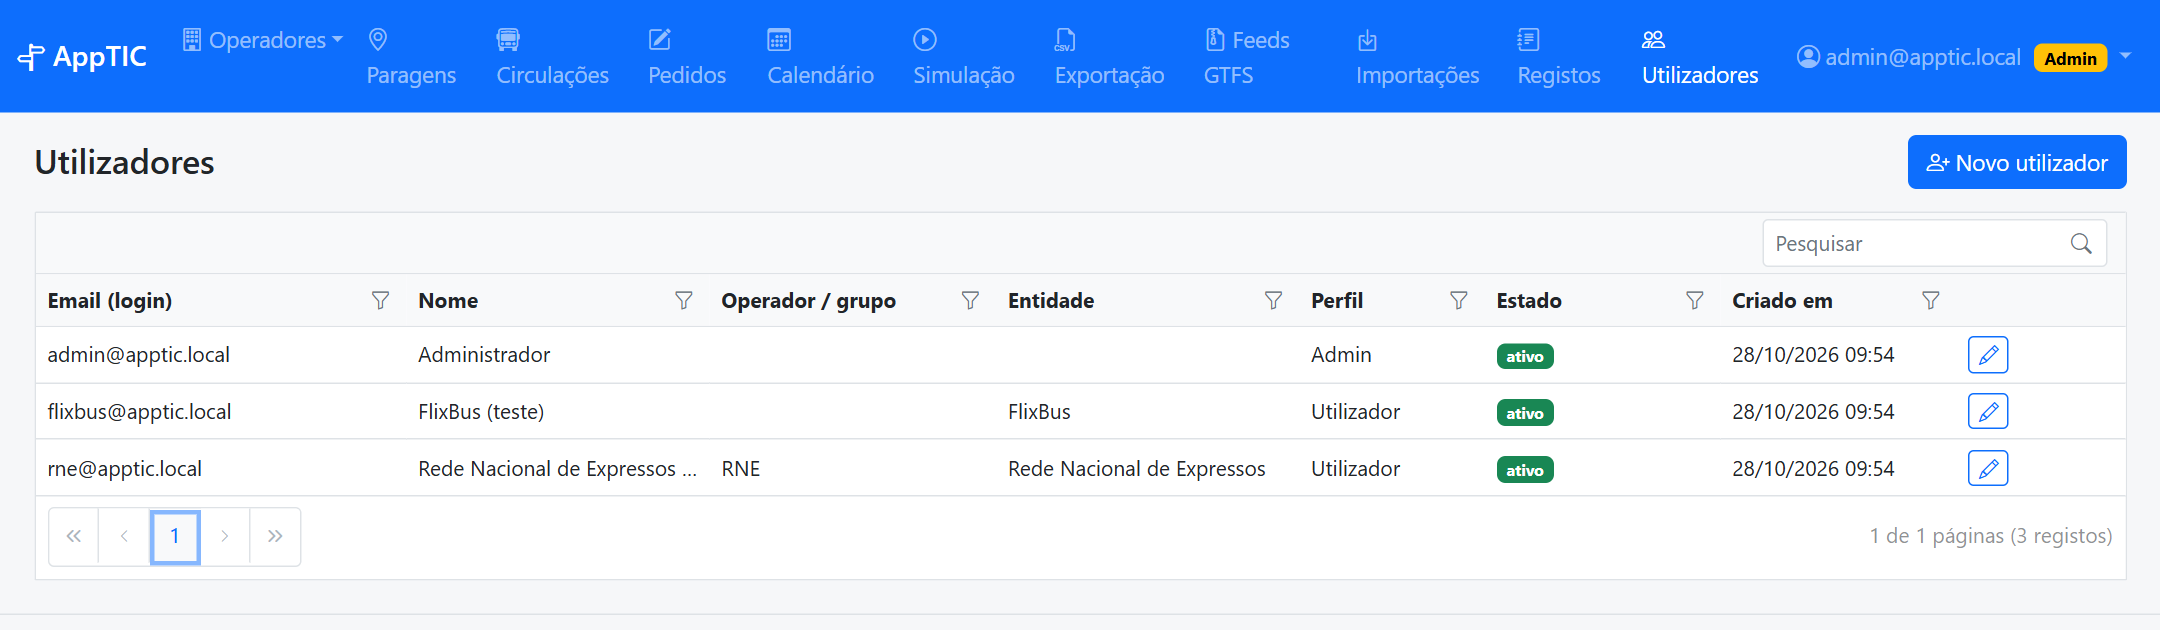 AppTIC
Operadores
Paragens
Circulações
Pedidos
Calendário
Simulação
CSV
Exportação
Feeds
GTFS
Importações
Registos
Utilizadores
admin@apptic.local Admin
Utilizadores
Novo utilizador
Pesquisar
Email (login) Nome Operador / grupo Entidade Perfil Estado Criado em
admin@apptic.local Administrador Admin ativo 28/10/2026 09:54
flixbus@apptic.local FlixBus (teste) FlixBus Utilizador ativo 28/10/2026 09:54
rne@apptic.local Rede Nacional de Expressos ... RNE Rede Nacional de Expressos Utilizador ativo 28/10/2026 09:54
1
1 de 1 páginas (3 registos)